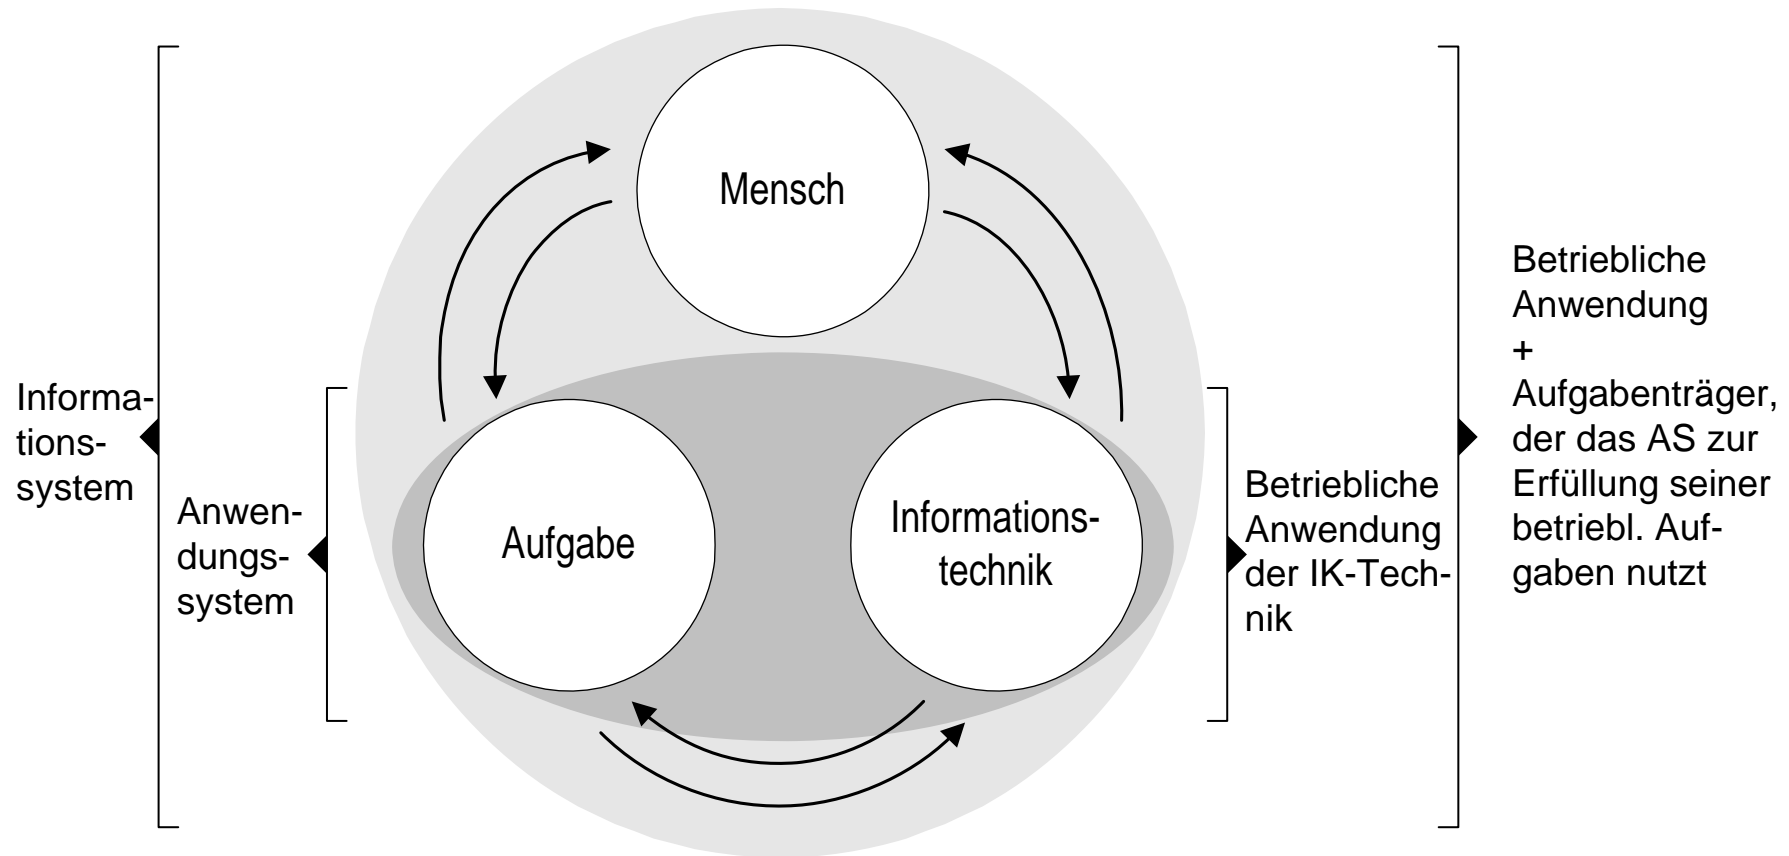 Mensch
Informa-
tions-
system
Anwen-
dungs-
system
Aufgabe
Informations-
technik
Betriebliche
Anwendung
der IK-Tech-
nik
Betriebliche
Anwendung
+
Aufgabenträger,
der das AS zur
Erfüllung seiner
betriebl. Auf-
gaben nutzt